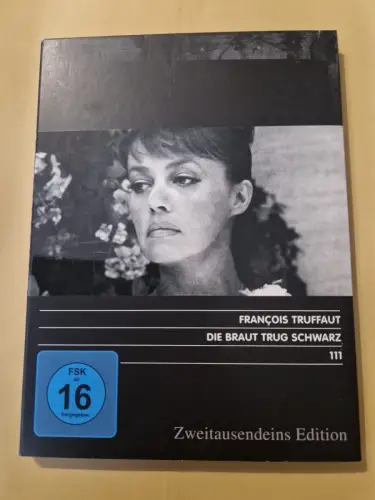 FRANÇOIS TRUFFAUT
DIE BRAUT TRUG SCHWARZ
111
FSK
ab
16
freigegeben
Zweitausendeins Edition